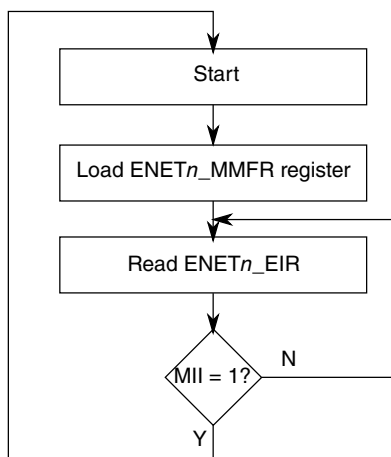 Start
Load ENETn_MMFR register
Read ENETn_EIR
MII = 1?
N
Y